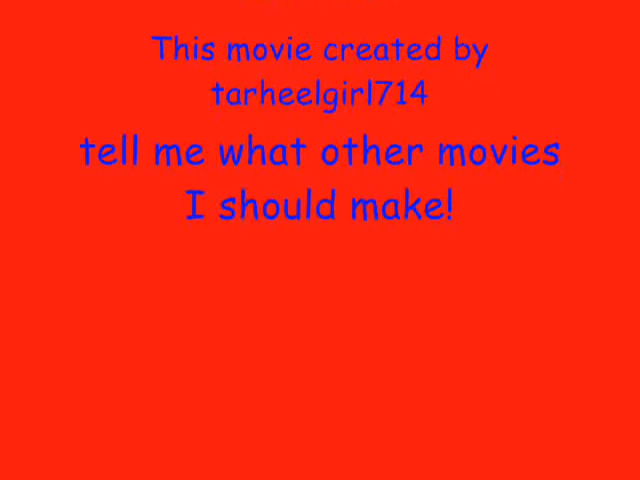 This movie created by
tarheelgirl714
tell me what other movies
I should make!